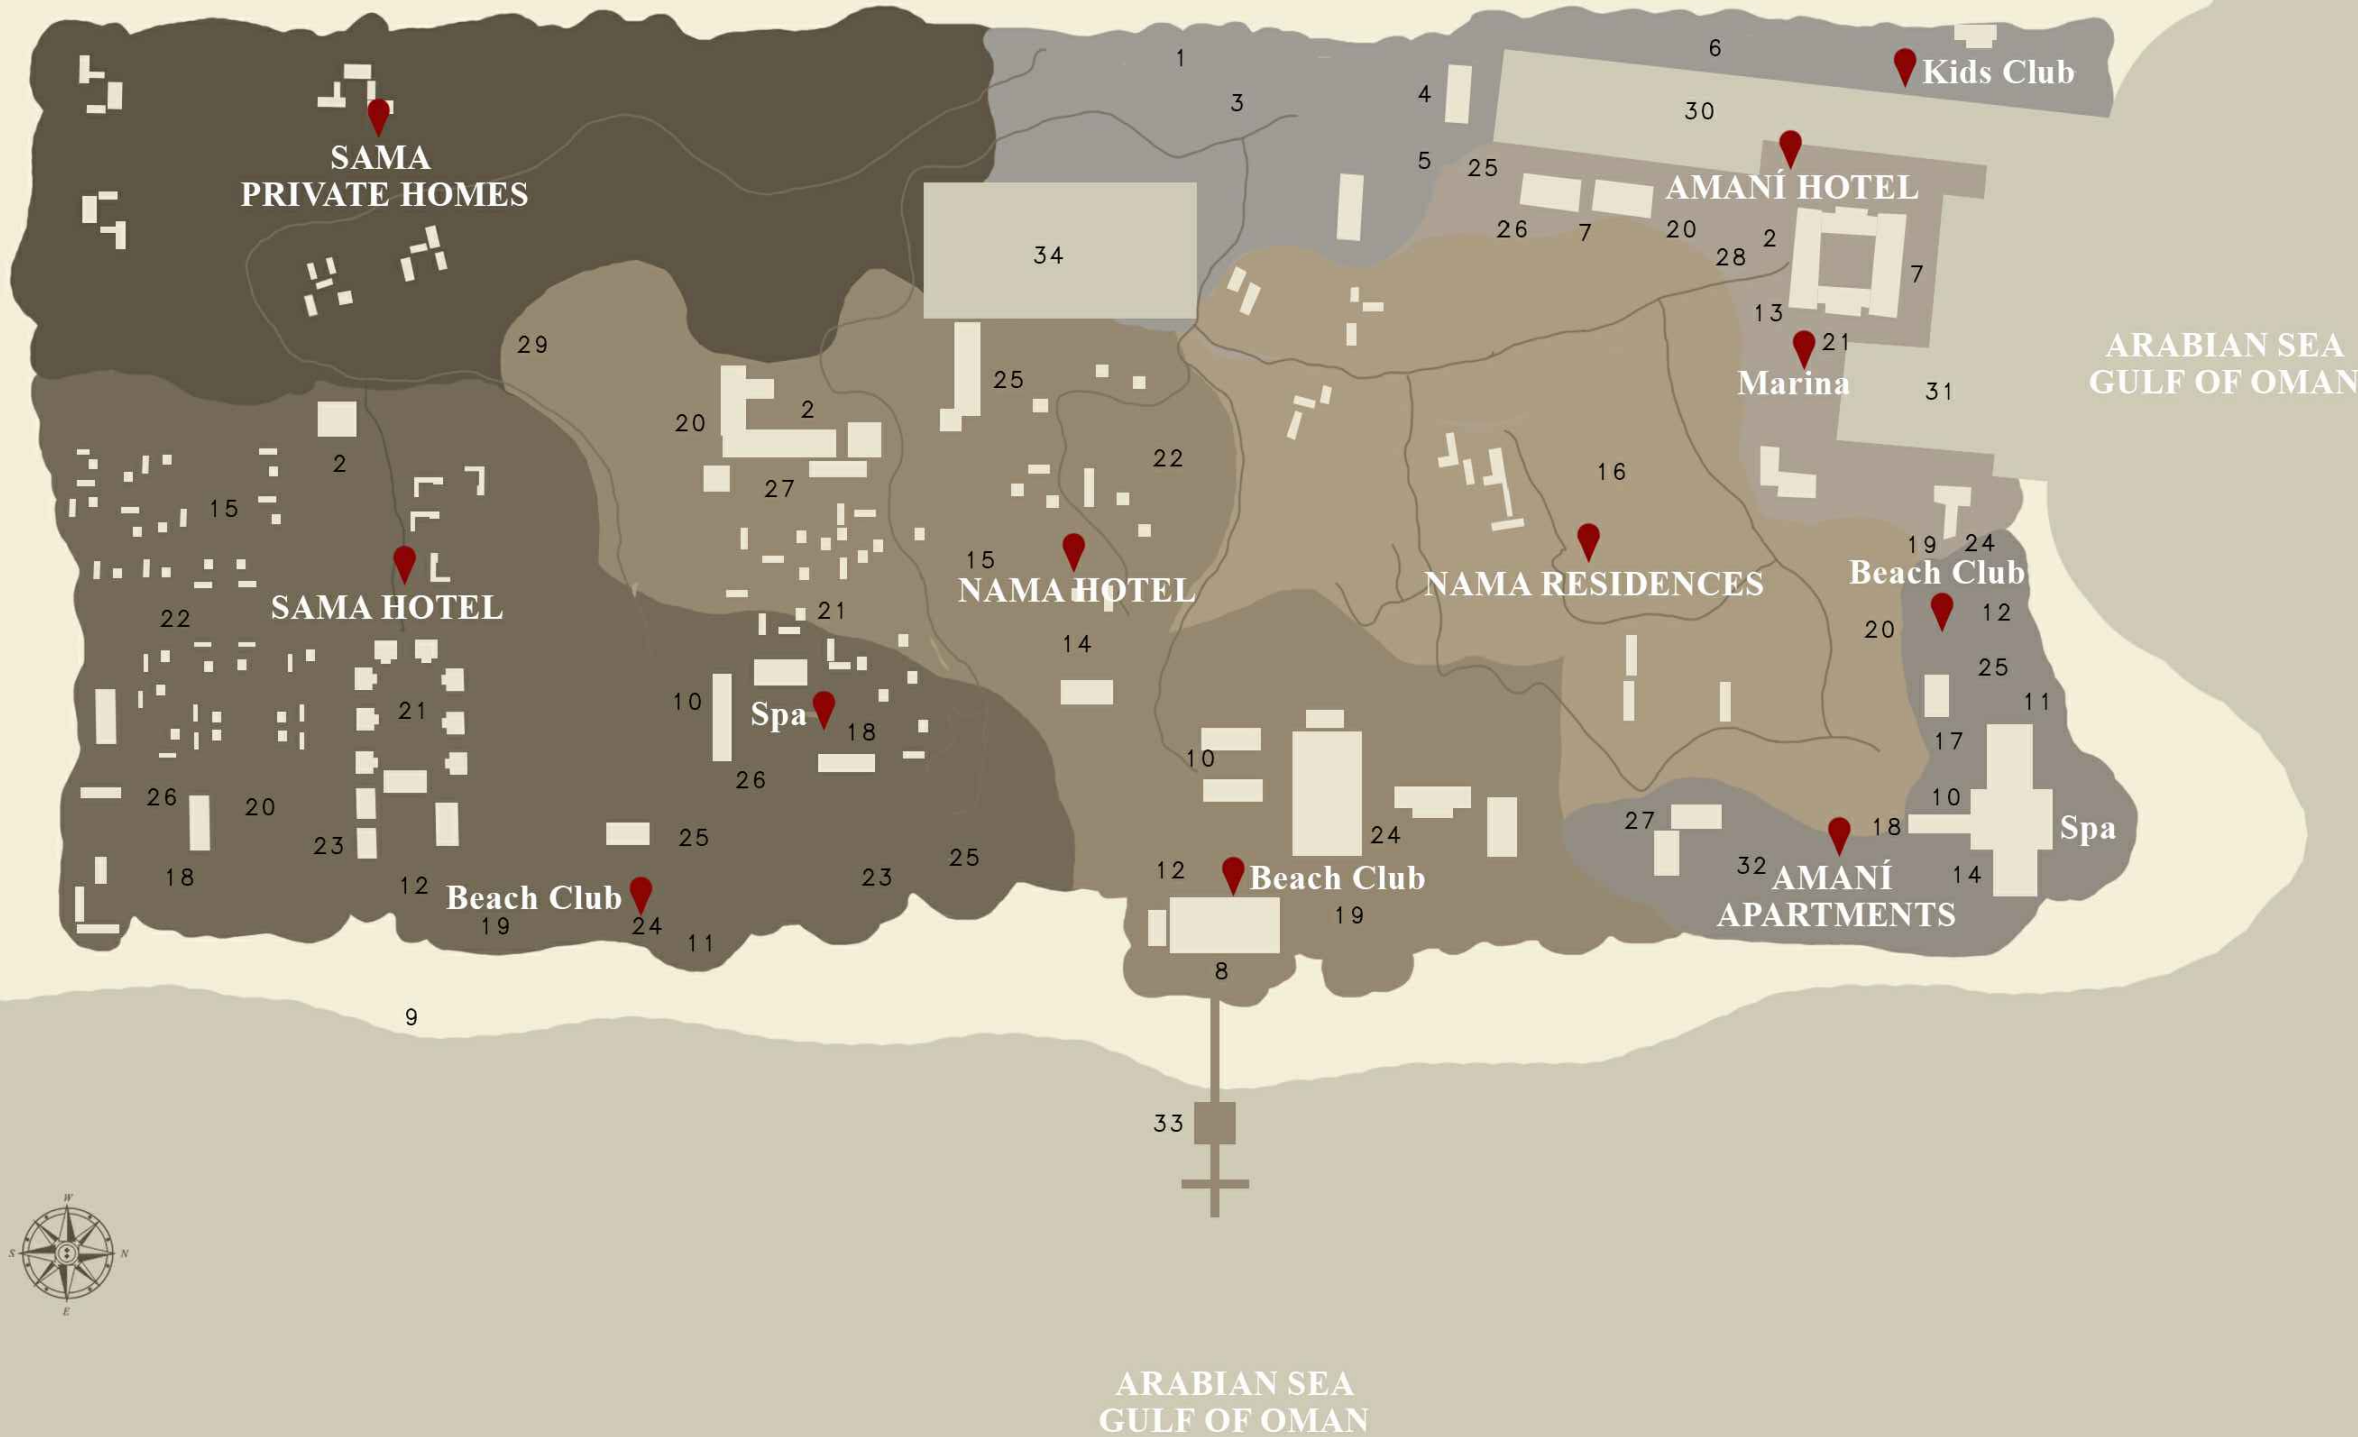 1
6
Kids Club
3
4
30
SAMA
PRIVATE HOMES
5
25
AMANÍ HOTEL
26
7
20
2
28
34
7
13
29
21
Marina
31
ARABIAN SEA
GULF OF OMAN
25
20
2
2
27
22
16
15
15
NAMA HOTEL
NAMA RESIDENCES
19
24
Beach Club
12
SAMA HOTEL
22
21
14
20
25
21
10
Spa
18
11
10
17
26
26
20
10
18
Spa
23
25
24
27
32
AMANÍ
APARTMENTS
14
18
12
Beach Club
25
23
12
Beach Club
19
19
24
11
8
9
33
W
S
N
E
ARABIAN SEA
GULF OF OMAN